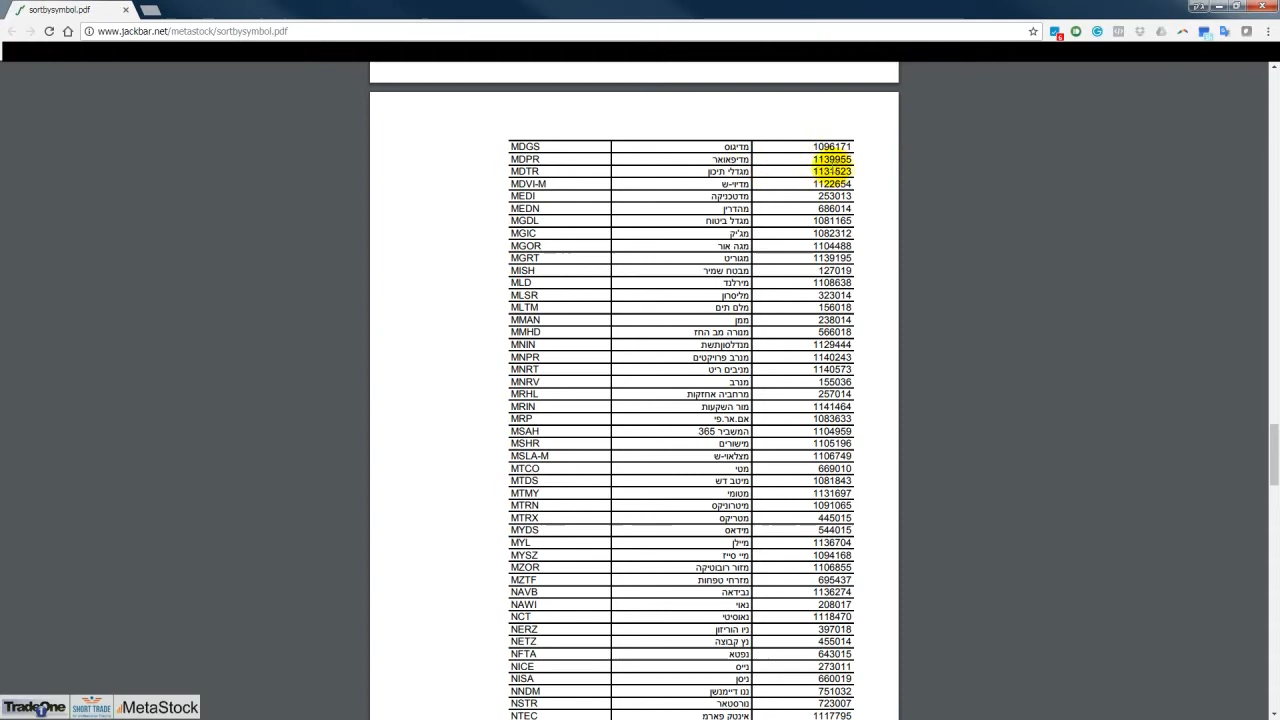 sortbysymbol.pdf
www.jackbar.net/metastock/sortbysymbol.pdf
MDGS מדיגוס 1096171
MDPR מדיפאואר 1139955
MDTR מגדלי תיכון 1131523
MDVI-M מדיוי-ש 1122654
MEDI מדטכניקה 253013
MEDN מהדרין 686014
MGDL מגדל ביטוח 1081165
MGIC מג'יק 1082312
MGOR מגה אור 1104488
MGRT מגוריט 1139195
MISH מבטח שמיר 127019
MLD מירלנד 1108638
MLSR מליסרון 323014
MLTM מלם תים 156018
MMAN ממן 238014
MMHD מנורה מב החז 566018
MNIN מנדלסוןתשת 1129444
MNPR מנרב פרויקטים 1140243
MNRT מניבים ריט 1140573
MNRV מנרב 155036
MRHL מרחביה אחזקות 257014
MRIN מור השקעות 1141464
MRP אם.אר.פי 1083633
MSAH המשביר 365 1104959
MSHR מישורים 1105196
MSLA-M מצלאוי-ש 1106749
MTCO מטי 669010
MTDS מיטב דש 1081843
MTMY מטומי 1131697
MTRN מיטרוניקס 1091065
MTRX מטריקס 445015
MYDS מידאס 544015
MYL מיילן 1136704
MYSZ מיי סייז 1094168
MZOR מזור רובוטיקה 1106855
MZTF מזרחי טפחות 695437
NAVB נבידאה 1136274
NAWI נאוי 208017
NCT נאוסיטי 1118470
NERZ ניו הוריזון 397018
NETZ נץ קבוצה 455014
NFTA נפטא 643015
NICE נייס 273011
NISA ניסן 660019
NNDM ננו דיימנשן 751032
NSTR נורסטאר 723007
NTEC אינטק פארמ 1117795
TradeOne
SHORT TRADE
MetaStock